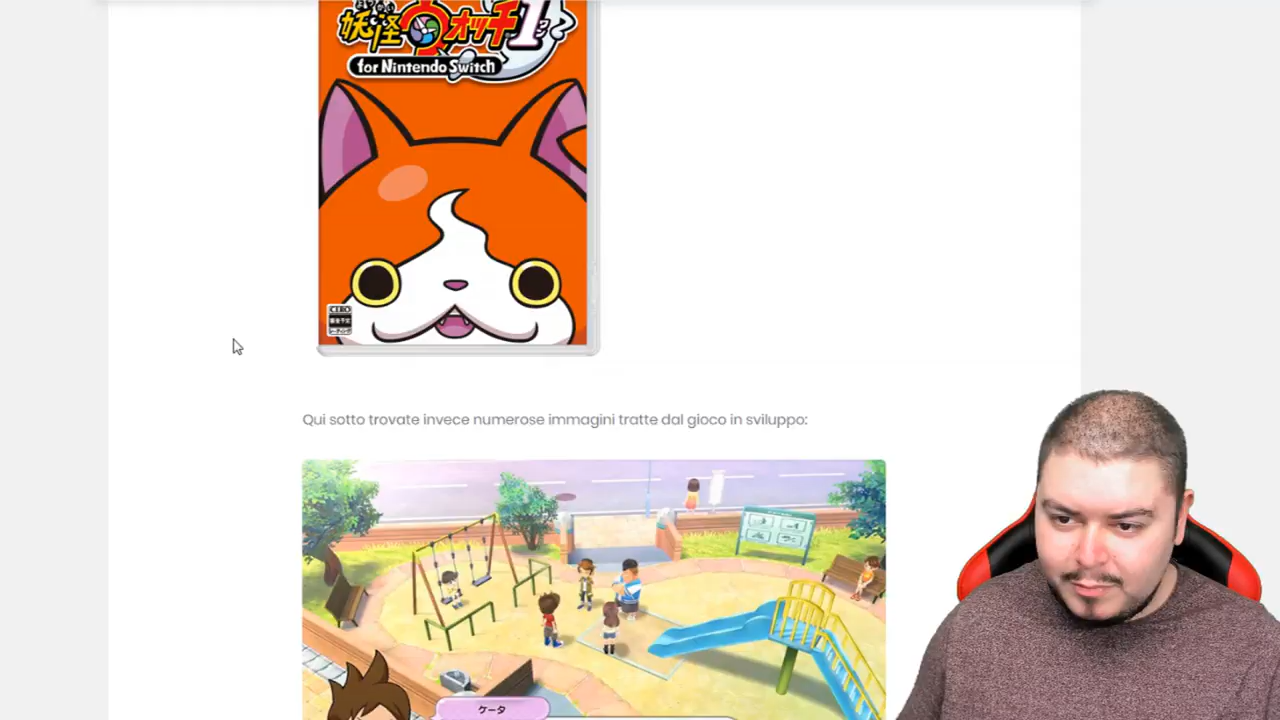 妖怪ウォッチ1
for Nintendo Switch
CERO
Qui sotto trovate invece numerose immagini tratte dal gioco in sviluppo:
ケータ